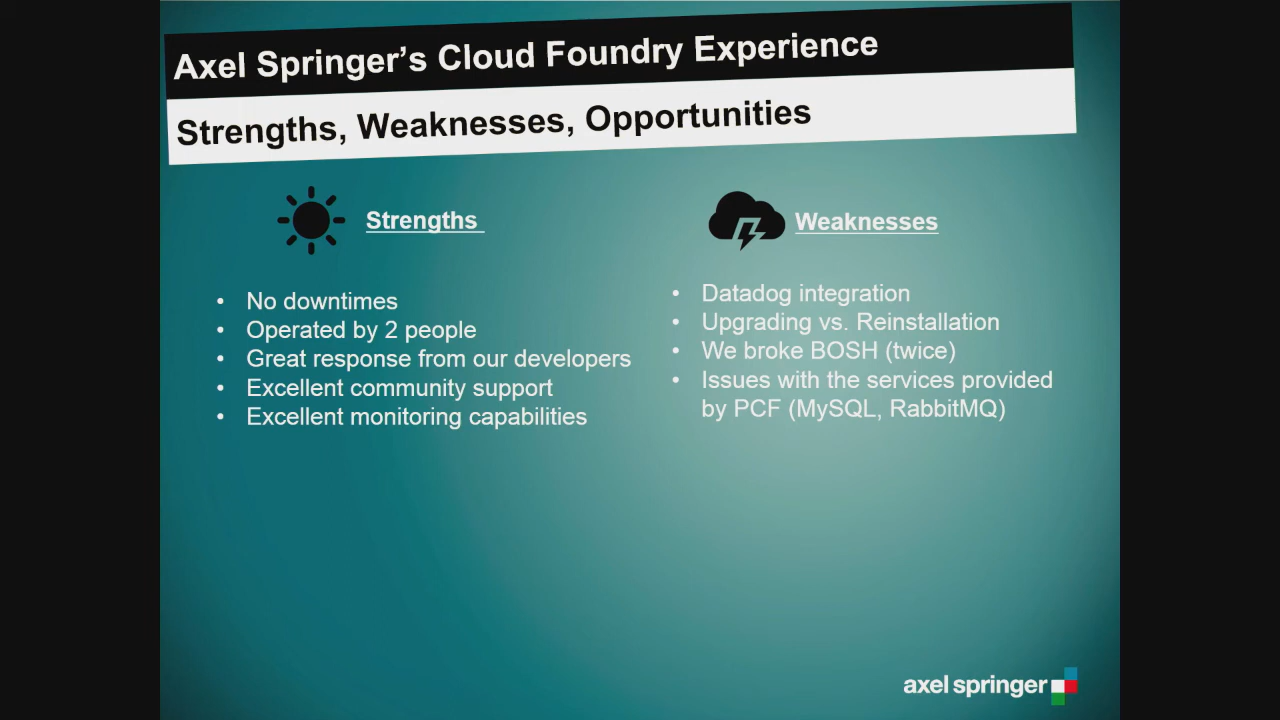 Axel Springer’s Cloud Foundry Experience
Strengths, Weaknesses, Opportunities
Strengths
• No downtimes
• Operated by 2 people
• Great response from our developers
• Excellent community support
• Excellent monitoring capabilities
Weaknesses
• Datadog integration
• Upgrading vs. Reinstallation
• We broke BOSH (twice)
• Issues with the services provided
by PCF (MySQL, RabbitMQ)
axel springer